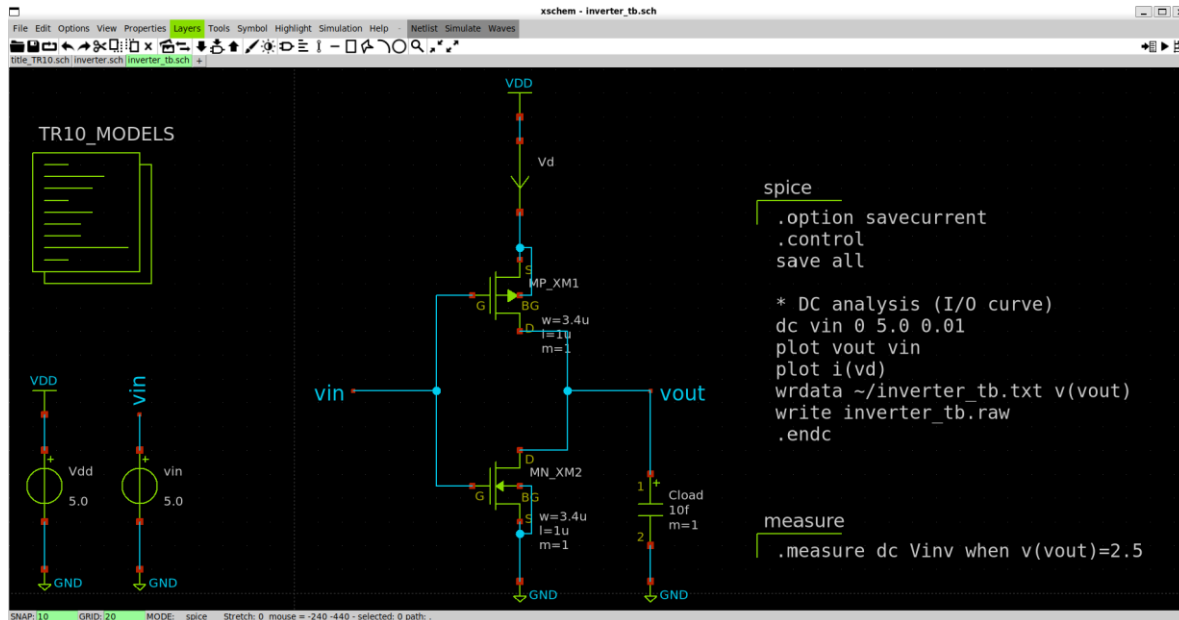 xschem - inverter_tb.sch
File Edit Options View Properties Layers Tools Symbol Highlight Simulation Help - Netlist Simulate Waves
title_TR10.sch inverter.sch inverter_tb.sch +
VDD
TR10_MODELS
Vd
spice
.option savecurrent
.control
save all
* DC analysis (I/O curve)
dc vin 0 5.0 0.01
plot vout vin
plot i(vd)
wrdata ~/inverter_tb.txt v(vout)
write inverter_tb.raw
.endc
S
MP_XM1
G
BG
w=3.4u
D
l=1u
m=1
VDD
vin
vin
vout
+
Vdd
5.0
+
vin
5.0
D
MN_XM2
G
BG
S
w=3.4u
l=1u
m=1
1
+
Cload
10f
m=1
2
measure
.measure dc Vinv when v(vout)=2.5
GND
GND
GND
GND
SNAP: 10 GRID: 20 MODE: spice Stretch: 0 mouse = -240 -440 - selected: 0 path: .